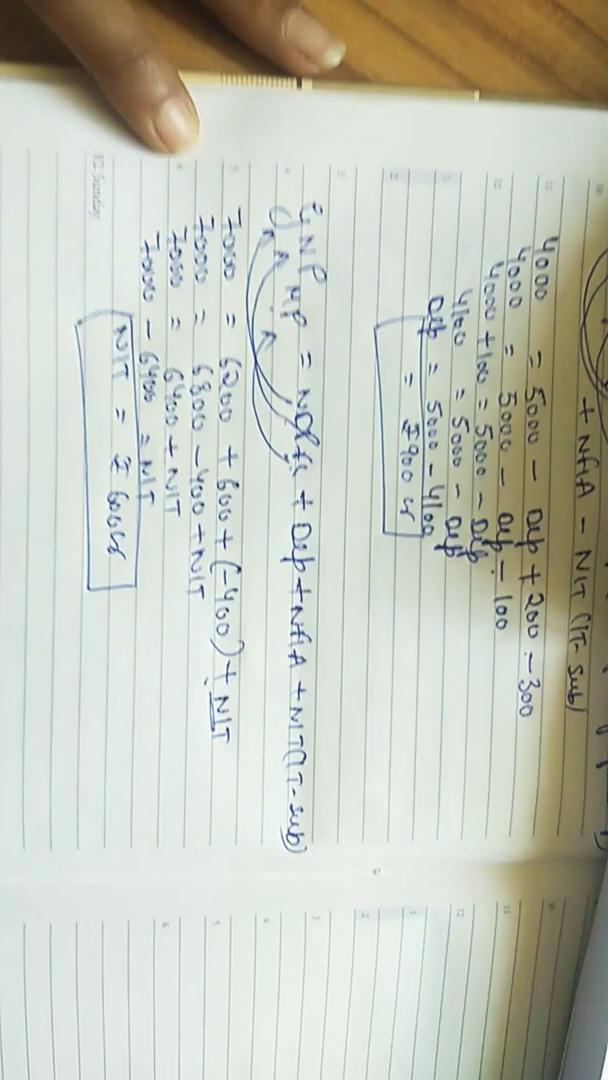 + NFIA - NIT (IT- sub)
4000 = 5000 - Dep + 200 - 300
4000 = 5000 - Dep - 100
4000 + 100 = 5000 - Dep
4100 = 5000 - Dep
Dep = 5000 - 4100
= ₹ 900 cr
GNP MP = NDP FC + Dep + NFIA + NIT (IT- sub)
7000 = 6200 + 600 + (-400) + NIT
7000 = 6800 - 400 + NIT
7000 = 6400 + NIT
7000 - 6400 = NIT
NIT = ₹ 600 cr
12 Sunday